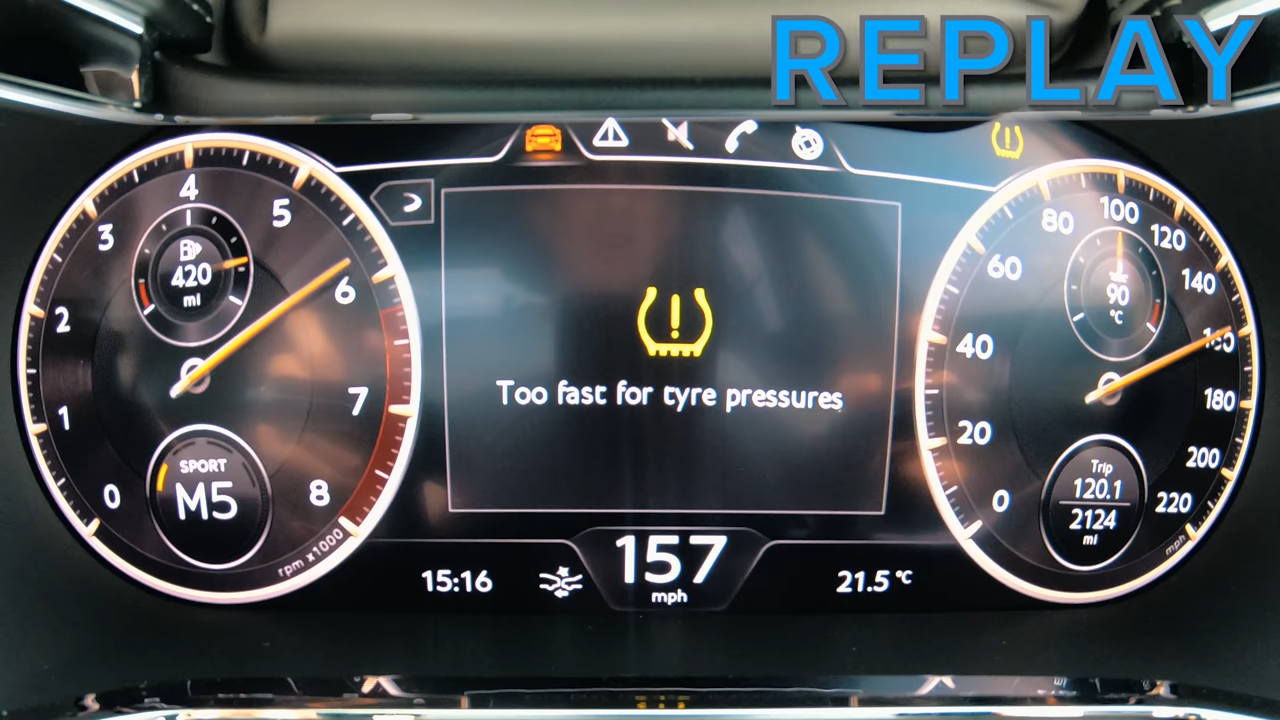 REPLAY
0
1
2
3
4
5
6
7
8
rpm x1000
420
mi
SPORT
M5
Too fast for tyre pressures
15:16
157
mph
21.5 °C
0
20
40
60
80
100
120
140
160
180
200
220
mph
90
°C
Trip
120.1
2124
mi